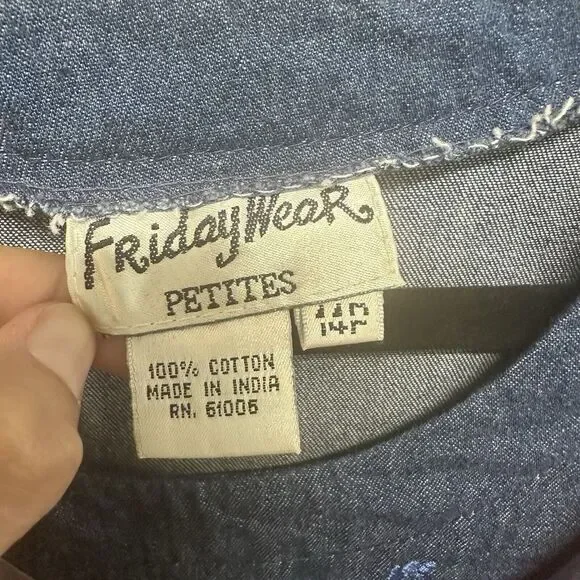 FRidayWeaR
PETITES
14P
100% COTTON
MADE IN INDIA
RN. 61006